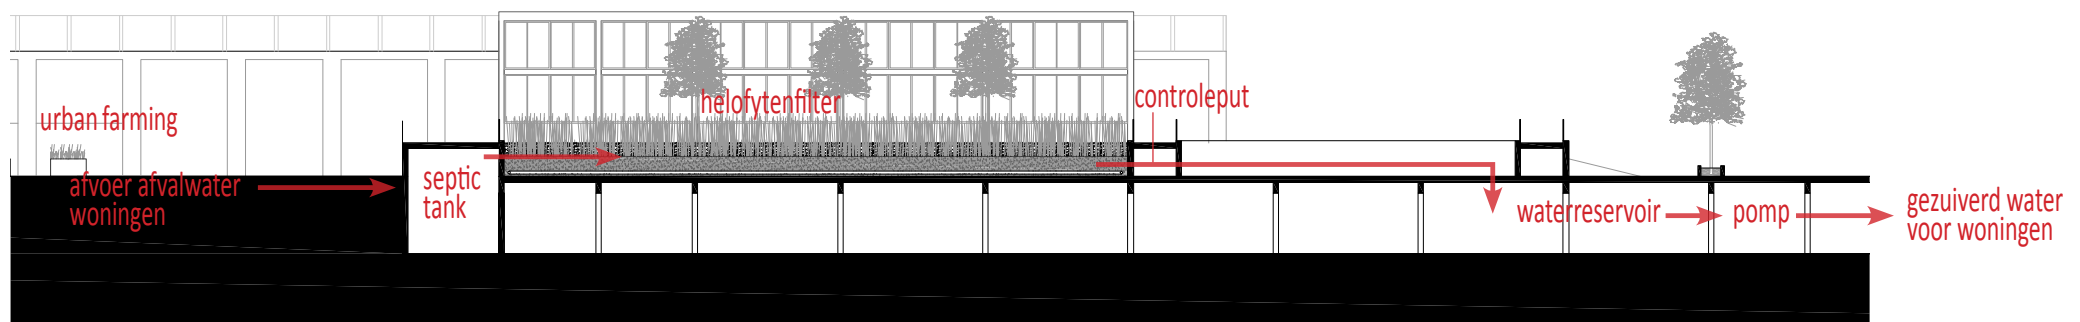 urban farming
afvoer afvalwater
woningen
septic
tank
helofytenfilter
controleput
waterreservoir
pomp
gezuiverd water
voor woningen